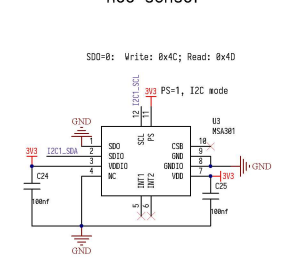 SDO=0: Write: 0x4C; Read: 0x4D
I2C1_SCL
3V3 PS=1, I2C mode
12 11
U3
MSA301
GND
SCL
PS
1 SDO
CSB 10
3V3 I2C1_SDA 2 SDIO
GND 9
3 VDDIO
GNDIO 8 GND
4 NC
VDD 7 3V3
INT1
INT2
C24
C25
5 6
100nf
100nf
GND